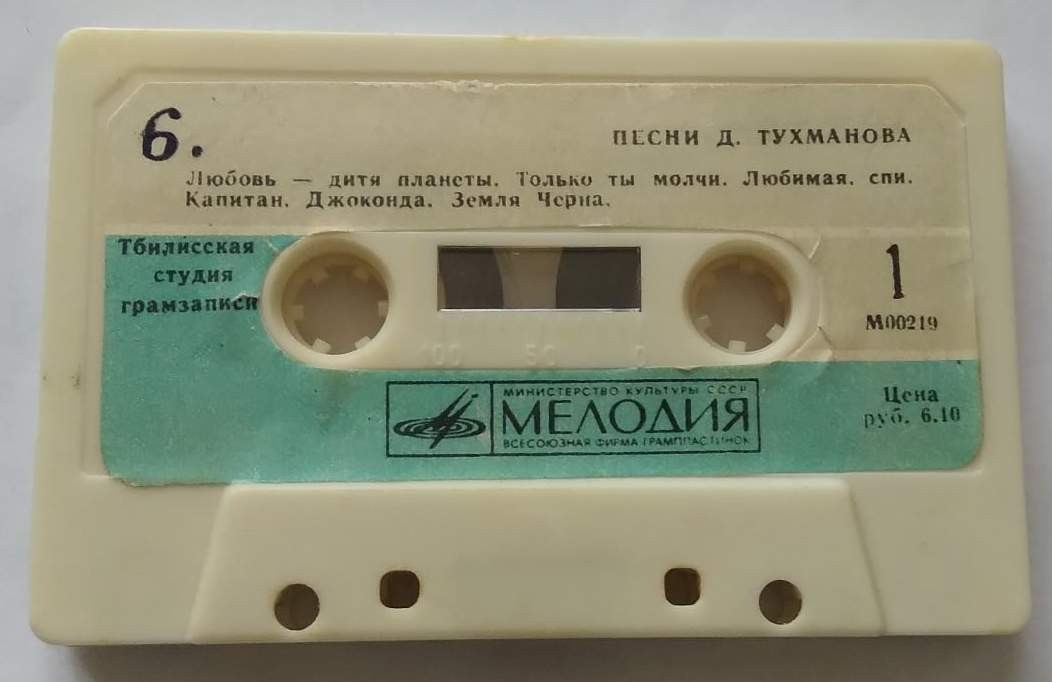 6.
ПЕСНИ Д. ТУХМАНОВА
Любовь — дитя планеты. Только ты молчи. Любимая, спи.
Капитан. Джоконда. Земля Черна.
Тбилисская
студия
грамзаписи
1
М00219
100 50 0
МИНИСТЕРСТВО КУЛЬТУРЫ СССР
МЕЛОДИЯ
ВСЕСОЮЗНАЯ ФИРМА ГРАМПЛАСТИНОК
Цена
руб. 6.10